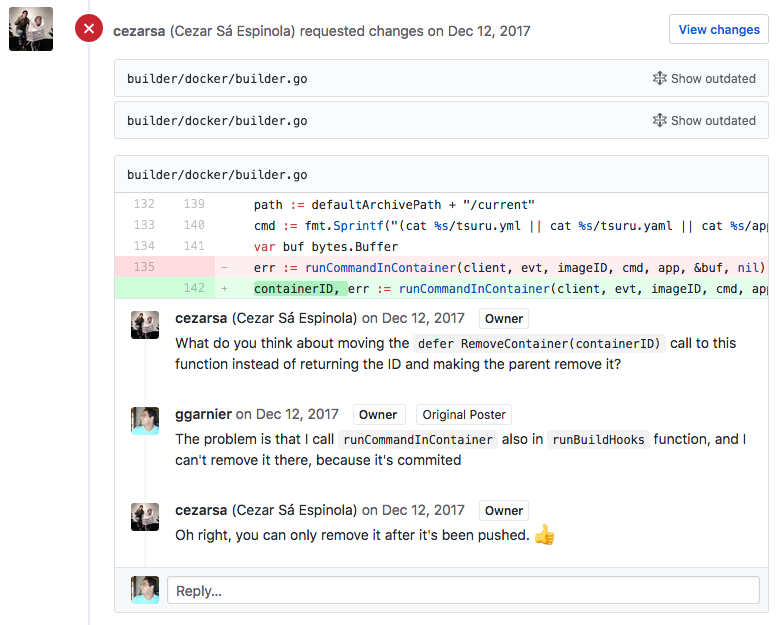 cezarsa (Cezar Sá Espinola) requested changes on Dec 12, 2017
View changes
builder/docker/builder.go
Show outdated
builder/docker/builder.go
Show outdated
builder/docker/builder.go
132 139 path := defaultArchivePath + "/current"
133 140 cmd := fmt.Sprintf("(cat %s/tsuru.yml || cat %s/tsuru.yaml || cat %s/app
134 141 var buf bytes.Buffer
135 - err := runCommandInContainer(client, evt, imageID, cmd, app, &buf, nil)
142 + containerID, err := runCommandInContainer(client, evt, imageID, cmd, app
cezarsa (Cezar Sá Espinola) on Dec 12, 2017 Owner
What do you think about moving the defer RemoveContainer(containerID) call to this
function instead of returning the ID and making the parent remove it?
ggarnier on Dec 12, 2017 Owner Original Poster
The problem is that I call runCommandInContainer also in runBuildHooks function, and I
can't remove it there, because it's commited
cezarsa (Cezar Sá Espinola) on Dec 12, 2017 Owner
Oh right, you can only remove it after it's been pushed. 👍
Reply...